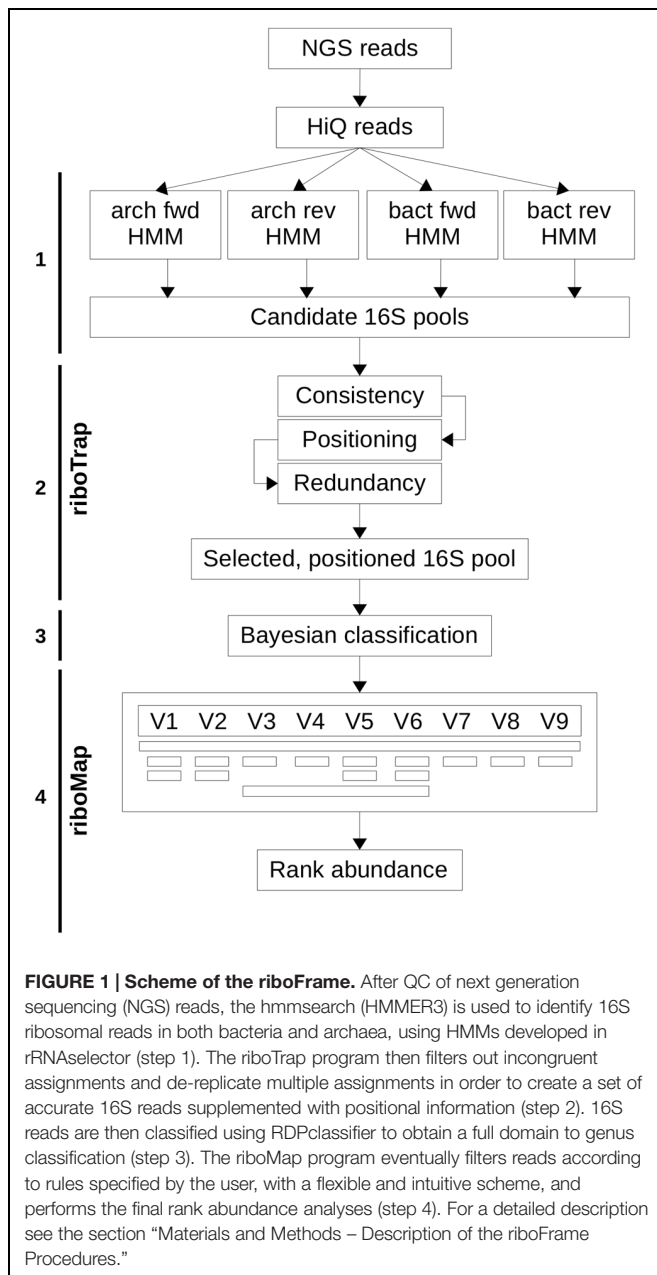 NGS reads
HiQ reads
arch fwd
HMM
arch rev
HMM
bact fwd
HMM
bact rev
HMM
1
Candidate 16S pools
Consistency
Positioning
Redundancy
2
riboTrap
Selected, positioned 16S pool
3
Bayesian classification
V1 V2 V3 V4 V5 V6 V7 V8 V9
4
riboMap
Rank abundance
FIGURE 1 | Scheme of the riboFrame. After QC of next generation
sequencing (NGS) reads, the hmmsearch (HMMER3) is used to identify 16S
ribosomal reads in both bacteria and archaea, using HMMs developed in
rRNAselector (step 1). The riboTrap program then filters out incongruent
assignments and de-replicate multiple assignments in order to create a set of
accurate 16S reads supplemented with positional information (step 2). 16S
reads are then classified using RDPclassifier to obtain a full domain to genus
classification (step 3). The riboMap program eventually filters reads according
to rules specified by the user, with a flexible and intuitive scheme, and
performs the final rank abundance analyses (step 4). For a detailed description
see the section “Materials and Methods – Description of the riboFrame
Procedures.”